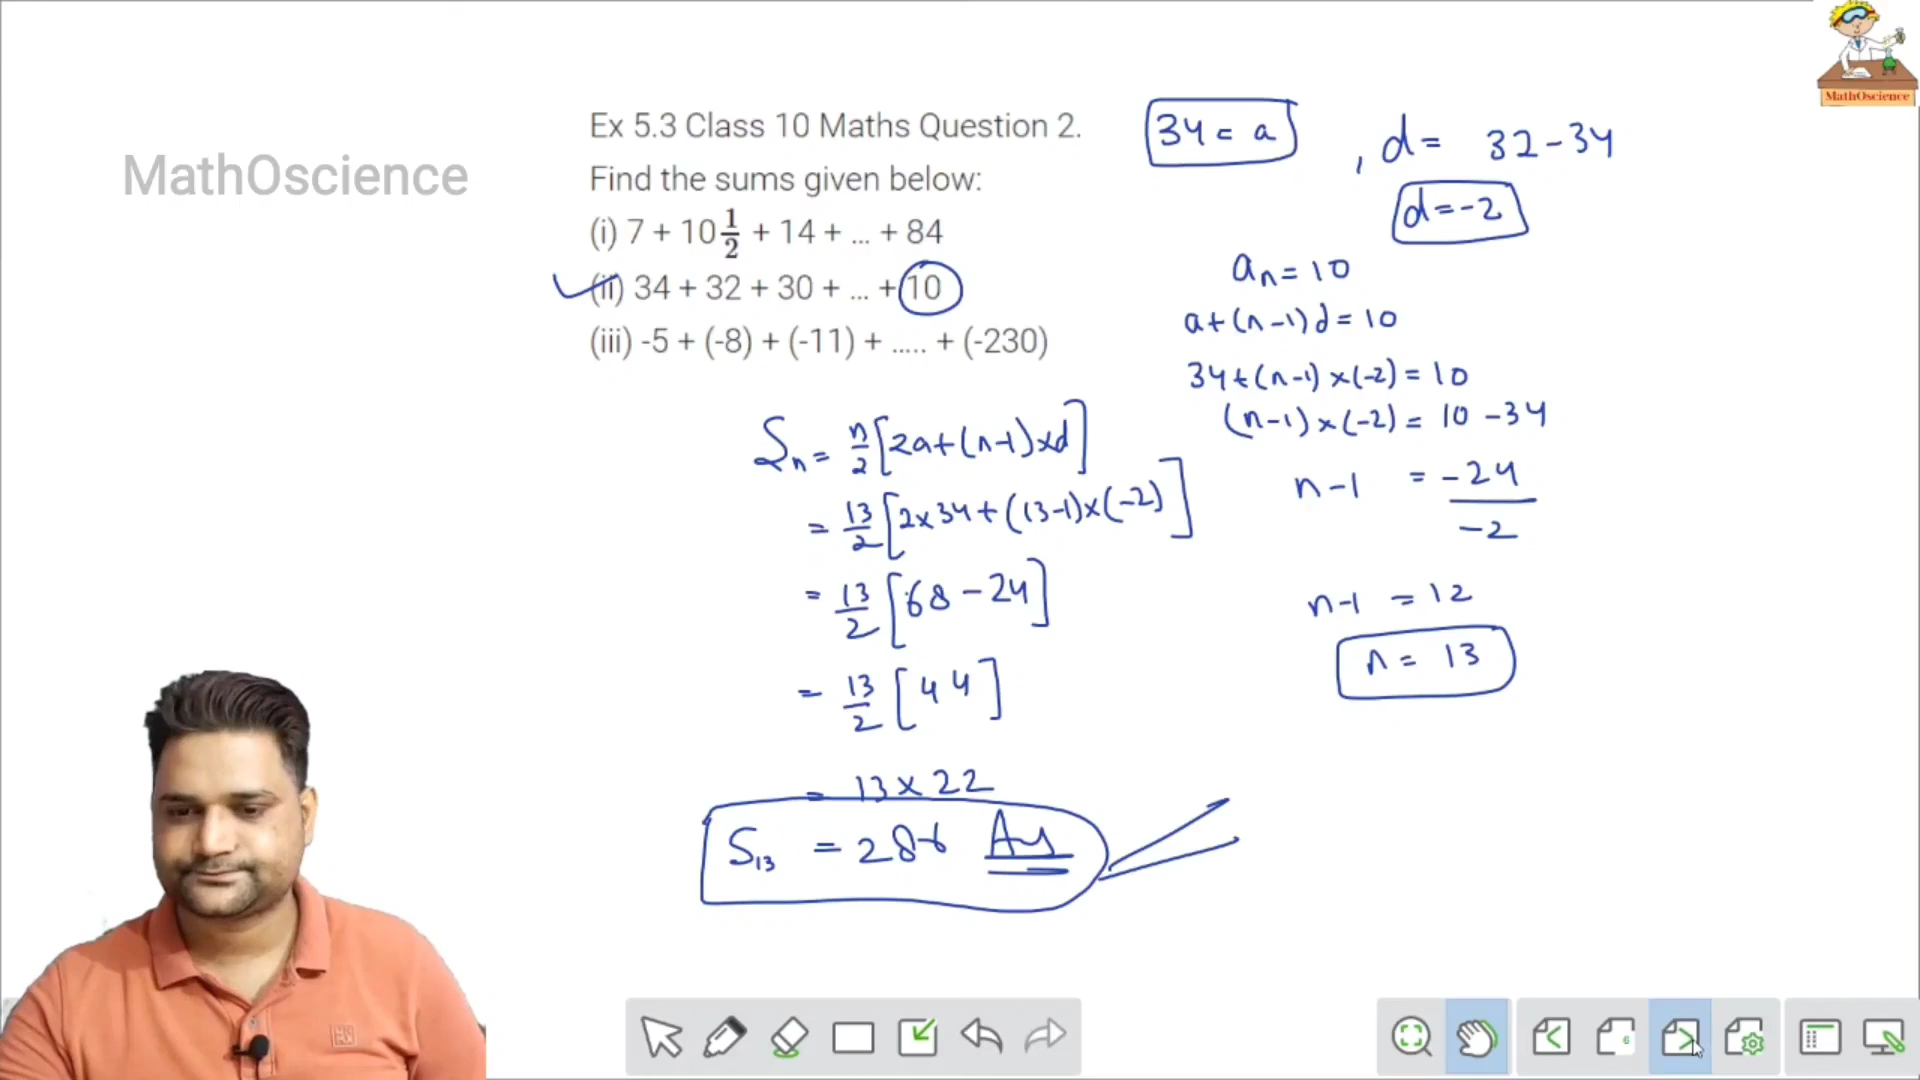 MathOscience
MathOscience
Ex 5.3 Class 10 Maths Question 2.
Find the sums given below:
(i) 7 + 10 1/2 + 14 + ... + 84
(ii) 34 + 32 + 30 + ... + 10
(iii) -5 + (-8) + (-11) + ..... + (-230)
34 = a , d = 32-34
d = -2
an = 10
a+(n-1)d = 10
34+(n-1)×(-2) = 10
(n-1)×(-2) = 10 -34
n-1 = -24/-2
n-1 = 12
n = 13
Sn = n/2 [2a+(n-1)×d]
= 13/2 [2×34+(13-1)×(-2)]
= 13/2 [68-24]
= 13/2 [44]
= 13×22
S13 = 286 Ans
6